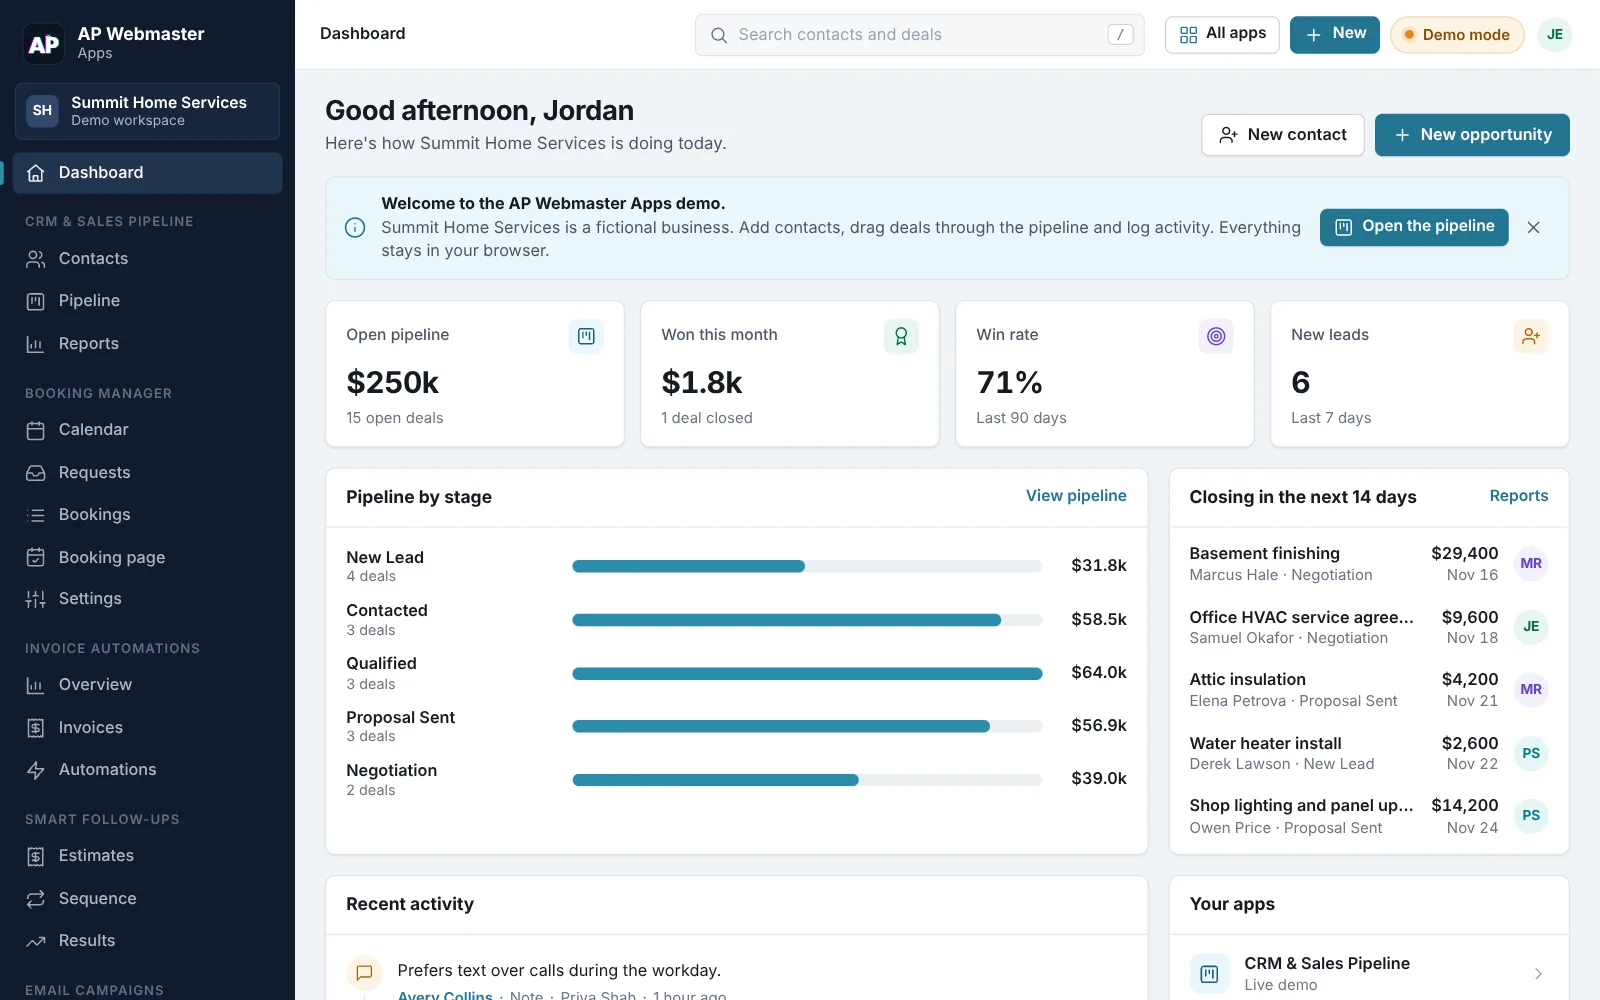 AP
AP Webmaster
Apps
SH
Summit Home Services
Demo workspace
Dashboard
CRM & SALES PIPELINE
Contacts
Pipeline
Reports
BOOKING MANAGER
Calendar
Requests
Bookings
Booking page
Settings
INVOICE AUTOMATIONS
Overview
Invoices
Automations
SMART FOLLOW-UPS
Estimates
Sequence
Results
EMAIL CAMPAIGNS
Dashboard
Search contacts and deals
/
All apps
New
Demo mode
JE
Good afternoon, Jordan
Here's how Summit Home Services is doing today.
New contact
New opportunity
Welcome to the AP Webmaster Apps demo.
Summit Home Services is a fictional business. Add contacts, drag deals through the pipeline and log activity. Everything
stays in your browser.
Open the pipeline
Open pipeline
$250k
15 open deals
Won this month
$1.8k
1 deal closed
Win rate
71%
Last 90 days
New leads
6
Last 7 days
Pipeline by stage
View pipeline
New Lead
4 deals
$31.8k
Contacted
3 deals
$58.5k
Qualified
3 deals
$64.0k
Proposal Sent
3 deals
$56.9k
Negotiation
2 deals
$39.0k
Closing in the next 14 days
Reports
Basement finishing
$29,400
Marcus Hale · Negotiation
Nov 16
MR
Office HVAC service agree...
$9,600
Samuel Okafor · Negotiation
Nov 18
JE
Attic insulation
$4,200
Elena Petrova · Proposal Sent
Nov 21
MR
Water heater install
$2,600
Derek Lawson · New Lead
Nov 22
PS
Shop lighting and panel up...
$14,200
Owen Price · Proposal Sent
Nov 24
PS
Recent activity
Prefers text over calls during the workday.
Avery Collins · Note · Priya Shah · 1 hour ago
Your apps
CRM & Sales Pipeline
Live demo